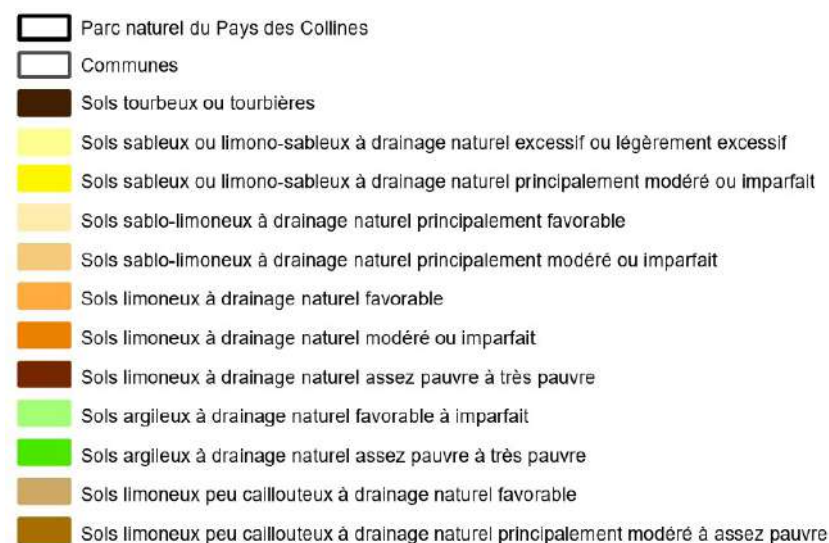 Parc naturel du Pays des Collines
Communes
Sols tourbeux ou tourbières
Sols sableux ou limono-sableux à drainage naturel excessif ou légèrement excessif
Sols sableux ou limono-sableux à drainage naturel principalement modéré ou imparfait
Sols sablo-limoneux à drainage naturel principalement favorable
Sols sablo-limoneux à drainage naturel principalement modéré ou imparfait
Sols limoneux à drainage naturel favorable
Sols limoneux à drainage naturel modéré ou imparfait
Sols limoneux à drainage naturel assez pauvre à très pauvre
Sols argileux à drainage naturel favorable à imparfait
Sols argileux à drainage naturel assez pauvre à très pauvre
Sols limoneux peu caillouteux à drainage naturel favorable
Sols limoneux peu caillouteux à drainage naturel principalement modéré à assez pauvre